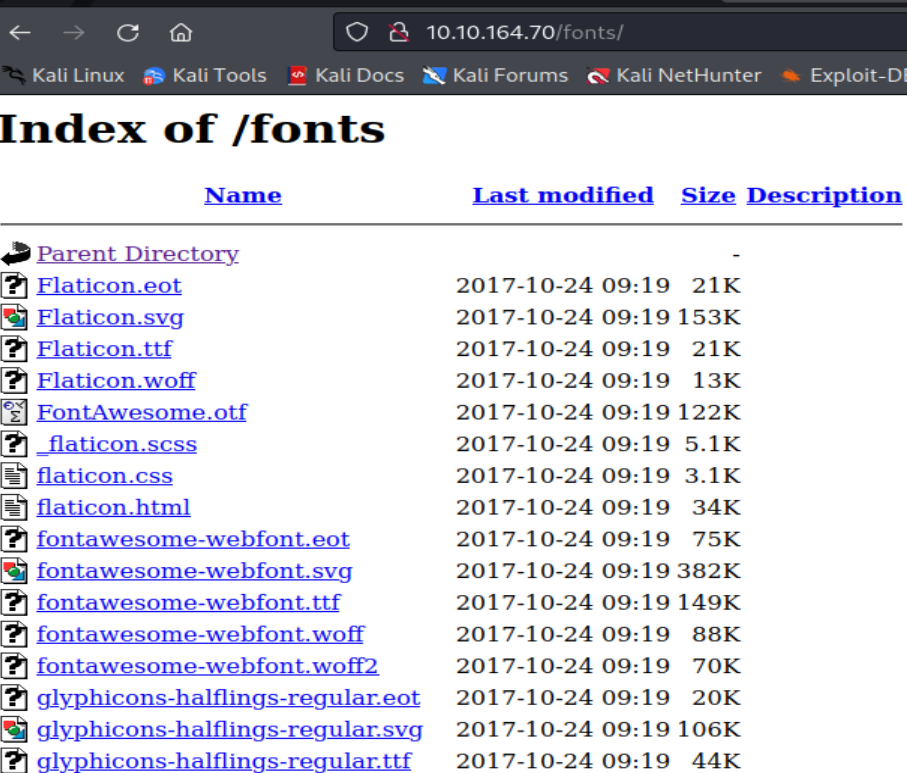 10.10.164.70/fonts/
Kali Linux Kali Tools Kali Docs Kali Forums Kali NetHunter Exploit-DB
Index of /fonts
Name Last modified Size Description
Parent Directory -
Flaticon.eot 2017-10-24 09:19 21K
Flaticon.svg 2017-10-24 09:19 153K
Flaticon.ttf 2017-10-24 09:19 21K
Flaticon.woff 2017-10-24 09:19 13K
FontAwesome.otf 2017-10-24 09:19 122K
_flaticon.scss 2017-10-24 09:19 5.1K
flaticon.css 2017-10-24 09:19 3.1K
flaticon.html 2017-10-24 09:19 34K
fontawesome-webfont.eot 2017-10-24 09:19 75K
fontawesome-webfont.svg 2017-10-24 09:19 382K
fontawesome-webfont.ttf 2017-10-24 09:19 149K
fontawesome-webfont.woff 2017-10-24 09:19 88K
fontawesome-webfont.woff2 2017-10-24 09:19 70K
glyphicons-halflings-regular.eot 2017-10-24 09:19 20K
glyphicons-halflings-regular.svg 2017-10-24 09:19 106K
glyphicons-halflings-regular.ttf 2017-10-24 09:19 44K